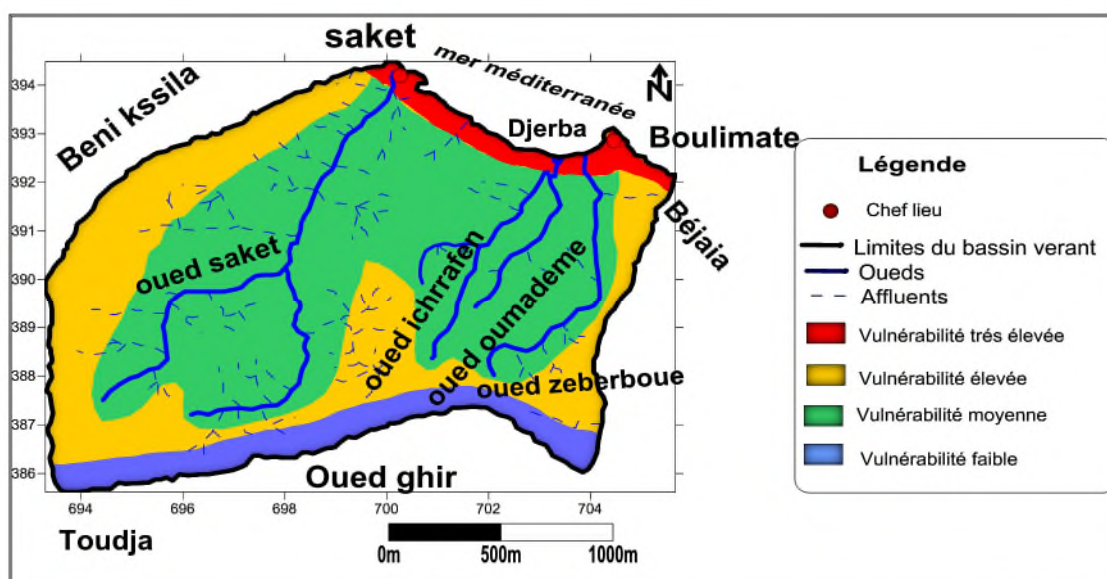 saket
mer méditerranée
Beni kssila
Djerba
Boulimate
Béjaia
oued saket
oued ichrrafen
oued oumademe
oued zeberboue
Oued ghir
Toudja
N
394
393
392
391
390
389
388
387
386
694
696
698
700
702
704
0m
500m
1000m
Légende
Chef lieu
Limites du bassin verant
Oueds
Affluents
Vulnérabilité trés élevée
Vulnérabilité élevée
Vulnérabilité moyenne
Vulnérabilité faible